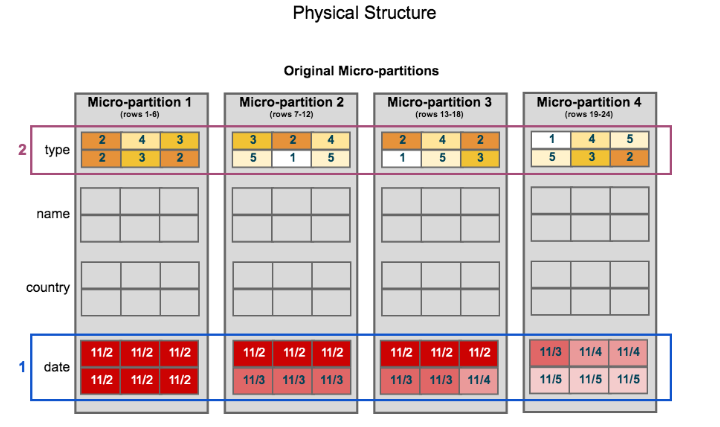 Physical Structure
Original Micro-partitions
Micro-partition 1 Micro-partition 2 Micro-partition 3 Micro-partition 4
(rows 1-6) (rows 7-12) (rows 13-18) (rows 19-24)
2 4 3 3 2 4 2 4 2 1 4 5
2 type
2 3 2 5 1 5 1 5 3 5 3 2
name
country
11/2 11/2 11/2 11/2 11/2 11/2 11/2 11/2 11/2 11/3 11/4 11/4
1 date
11/2 11/2 11/2 11/3 11/3 11/3 11/3 11/3 11/4 11/5 11/5 11/5